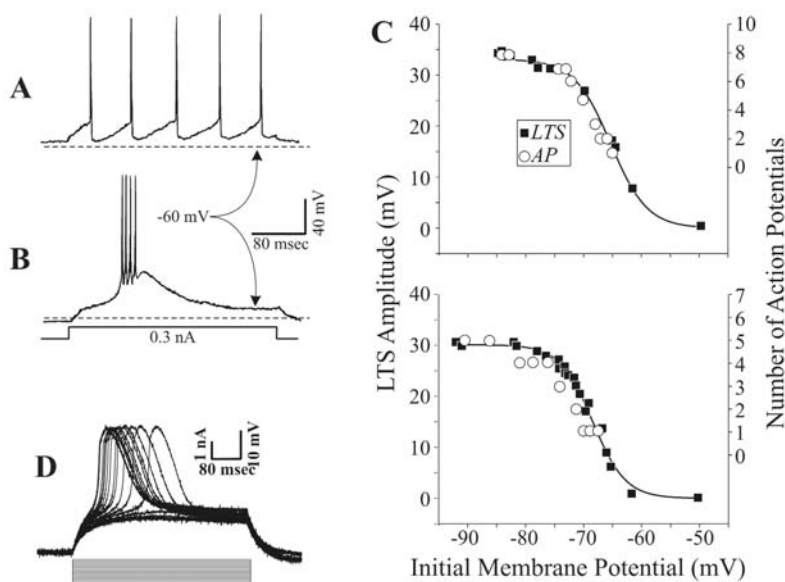 A
B
-60 mV
80 msec
40 mV
0.3 nA
D
1 nA
80 msec
10 mV
C
LTS Amplitude (mV)
Number of Action Potentials
40
30
20
10
0
10
8
6
4
2
0
LTS
AP
40
30
20
10
0
7
6
5
4
3
2
1
0
-90
-80
-70
-60
-50
Initial Membrane Potential (mV)